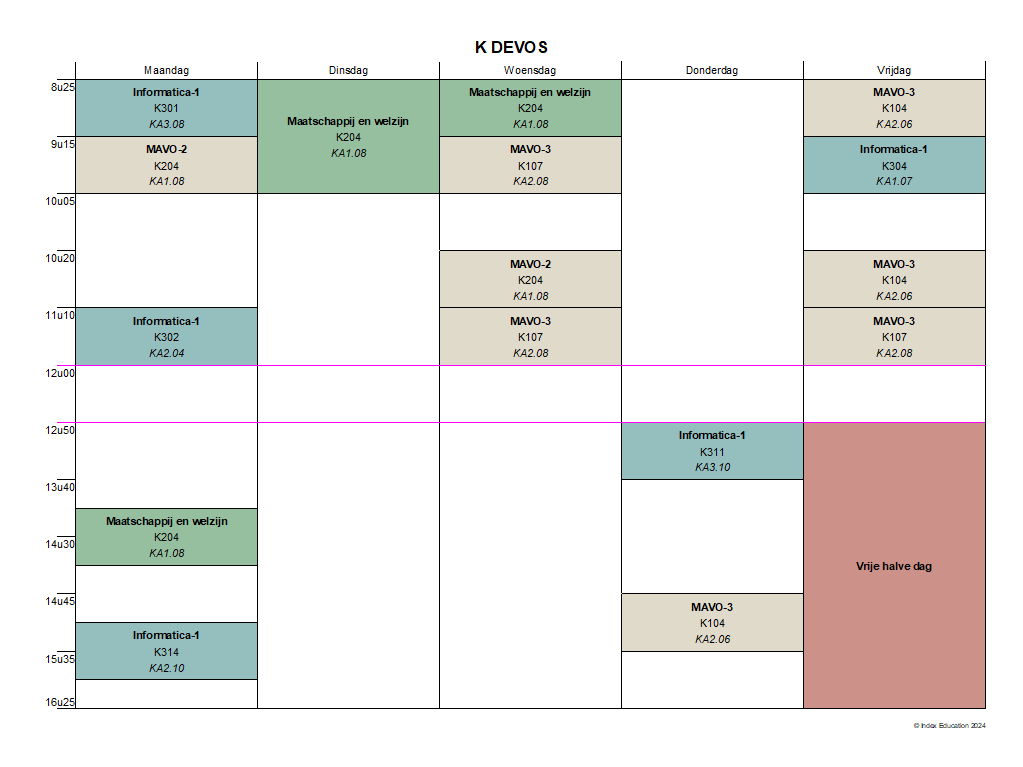 K DEVOS
Maandag Dinsdag Woensdag Donderdag Vrijdag
8u25
Informatica-1
K301
KA3.08
Maatschappij en welzijn
K204
KA1.08
Maatschappij en welzijn
K204
KA1.08
MAVO-3
K104
KA2.06
9u15
MAVO-2
K204
KA1.08
MAVO-3
K107
KA2.08
Informatica-1
K304
KA1.07
10u05
10u20
MAVO-2
K204
KA1.08
MAVO-3
K104
KA2.06
11u10
Informatica-1
K302
KA2.04
MAVO-3
K107
KA2.08
MAVO-3
K107
KA2.08
12u00
12u50
Informatica-1
K311
KA3.10
13u40
Maatschappij en welzijn
K204
KA1.08
14u30
Vrije halve dag
14u45
MAVO-3
K104
KA2.06
Informatica-1
K314
KA2.10
15u35
16u25
© Index Education 2024